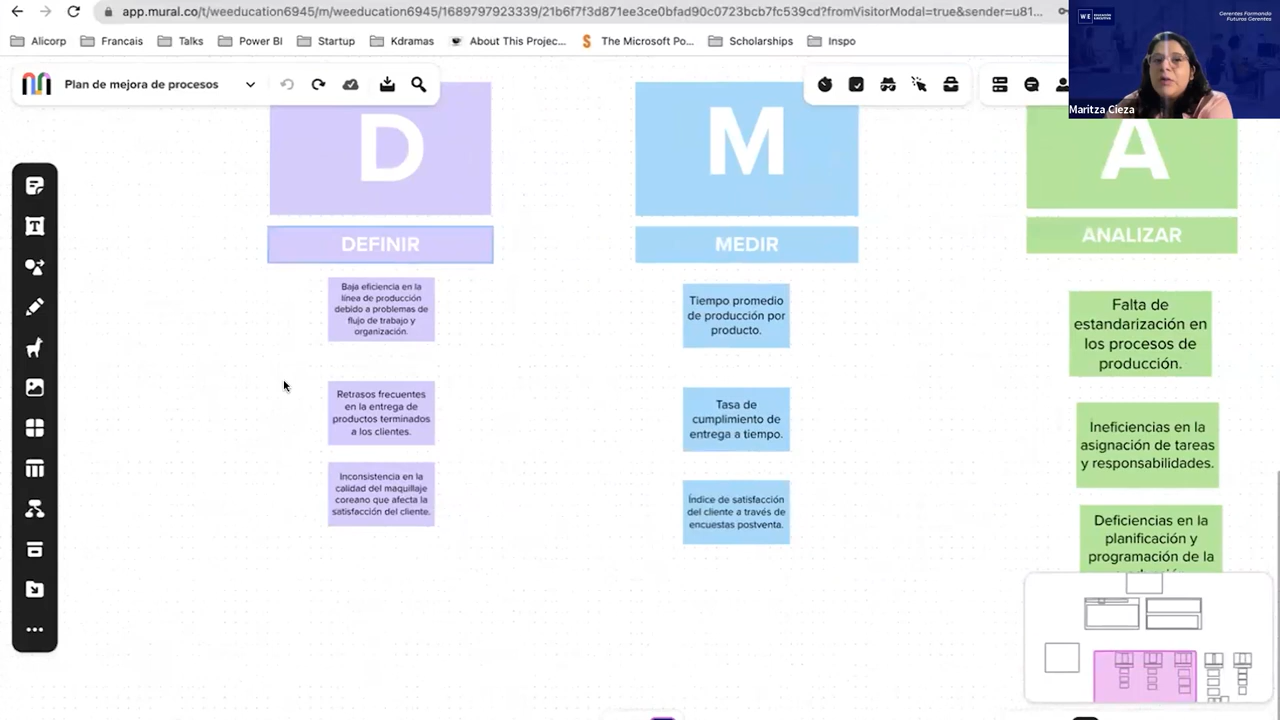 app.mural.co/t/weeducation6945/m/weeducation6945/1689797923339/21b6f7f3d871ee30e0bfad90c0723bcb7fc539cd?fromVisitorModal=true&sender=u81...
Alicorp
Francais
Talks
Power BI
Startup
Kdramas
About This Projec...
The Microsoft Po...
Scholarships
Inspo
WE
Gerentes Formando
Futuros Gerentes
Maritza Cieza
Plan de mejora de procesos
D
DEFINIR
Baja eficiencia en la
línea de producción
debido a problemas de
flujo de trabajo y
organización.
Retrasos frecuentes
en la entrega de
productos terminados
a los clientes.
Inconsistencia en la
calidad del maquillaje
coreano que afecta la
satisfacción del cliente.
M
MEDIR
Tiempo promedio
de producción por
producto.
Tasa de
cumplimiento de
entrega a tiempo.
Índice de satisfacción
del cliente a través de
encuestas postventa.
A
ANALIZAR
Falta de
estandarización en
los procesos de
producción.
Ineficiencias en la
asignación de tareas
y responsabilidades.
Deficiencias en la
planificación y
programación de la